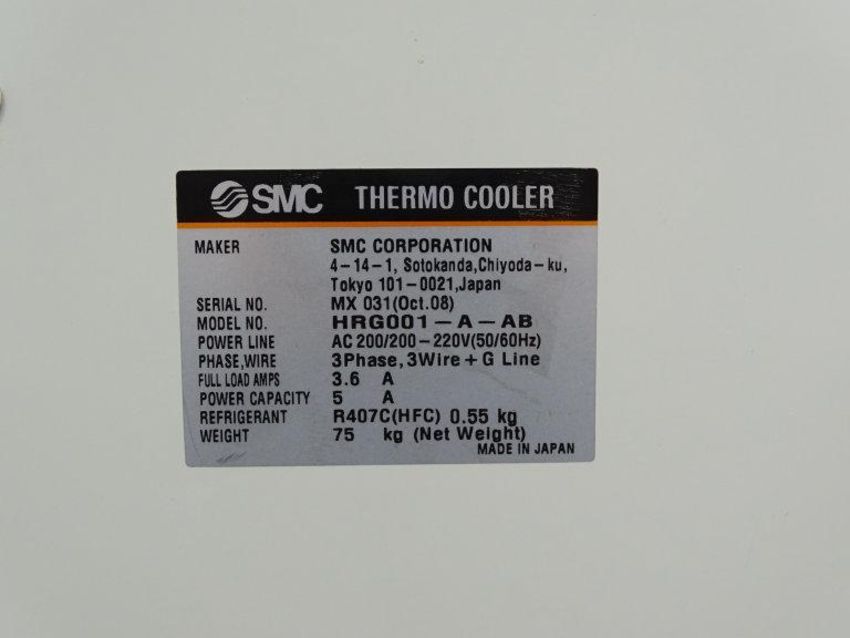 SMC THERMO COOLER
MAKER SMC CORPORATION
4-14-1, Sotokanda,Chiyoda-ku,
Tokyo 101-0021,Japan
SERIAL NO. MX 031(Oct.08)
MODEL NO. HRG001-A-AB
POWER LINE AC 200/200-220V(50/60Hz)
PHASE,WIRE 3Phase,3Wire+G Line
FULL LOAD AMPS 3.6 A
POWER CAPACITY 5 A
REFRIGERANT R407C(HFC) 0.55 kg
WEIGHT 75 kg (Net Weight)
MADE IN JAPAN